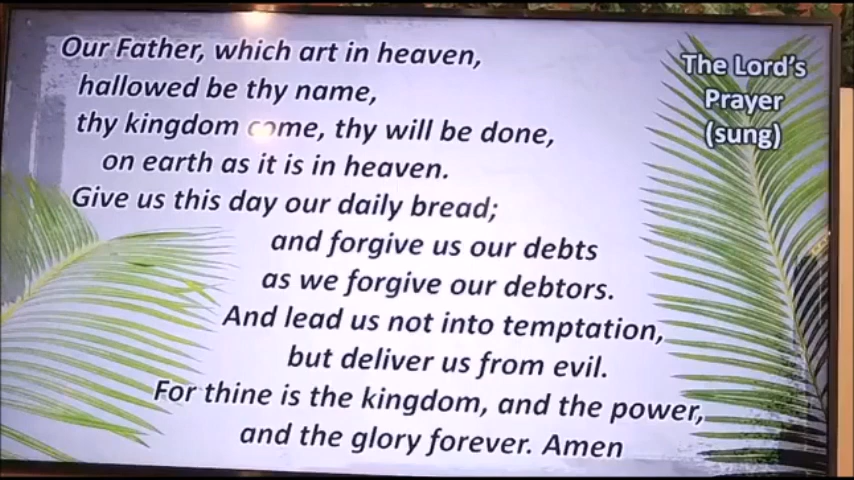 Our Father, which art in heaven,
hallowed be thy name,
thy kingdom come, thy will be done,
on earth as it is in heaven.
Give us this day our daily bread;
and forgive us our debts
as we forgive our debtors.
And lead us not into temptation,
but deliver us from evil.
For thine is the kingdom, and the power,
and the glory forever. Amen
The Lord's
Prayer
(sung)